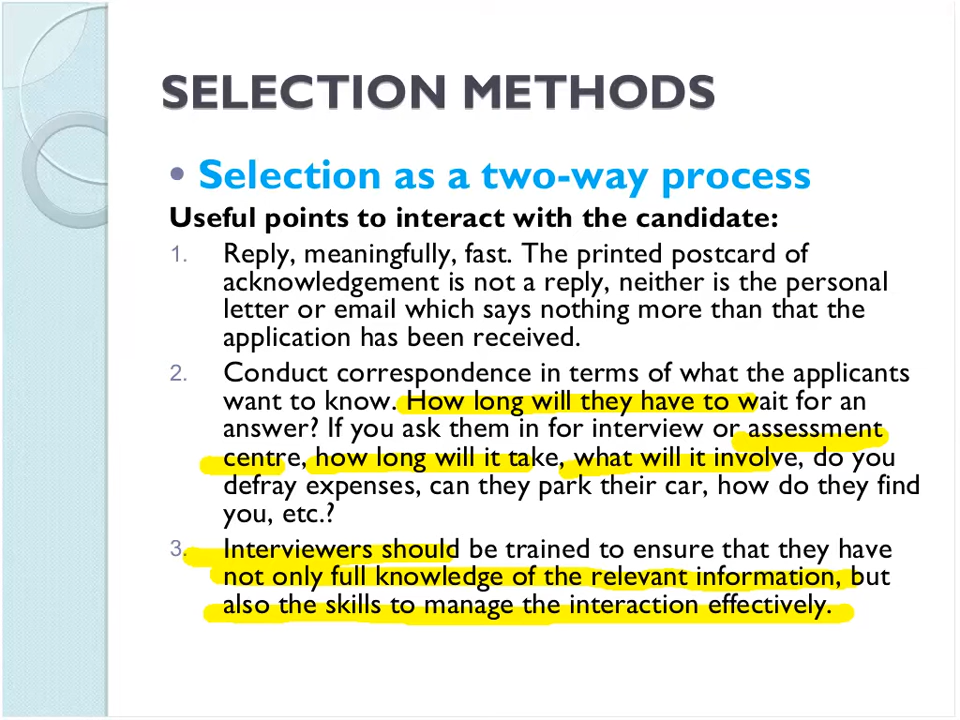 SELECTION METHODS
• Selection as a two-way process
Useful points to interact with the candidate:
1. Reply, meaningfully, fast. The printed postcard of
acknowledgement is not a reply, neither is the personal
letter or email which says nothing more than that the
application has been received.
2. Conduct correspondence in terms of what the applicants
want to know. How long will they have to wait for an
answer? If you ask them in for interview or assessment
centre, how long will it take, what will it involve, do you
defray expenses, can they park their car, how do they find
you, etc.?
3. Interviewers should be trained to ensure that they have
not only full knowledge of the relevant information, but
also the skills to manage the interaction effectively.